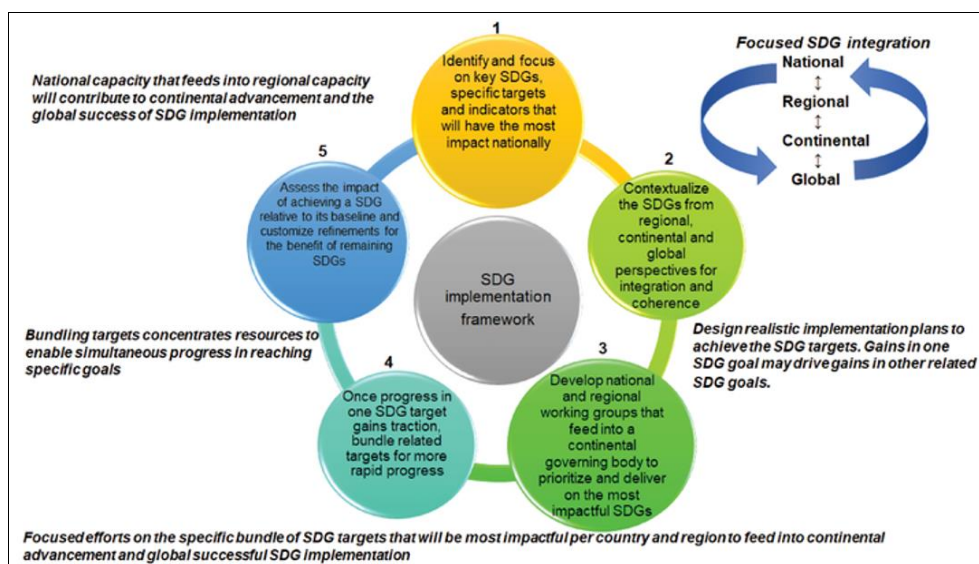 1
Identify and focus
on key SDGs,
specific targets
and indicators that
will have the most
impact nationally
Focused SDG integration
National
↕
Regional
↕
Continental
↕
Global
National capacity that feeds into regional capacity
will contribute to continental advancement and the
global success of SDG implementation
2
Contextualize
the SDGs from
regional,
continental and
global
perspectives for
integration and
coherence
5
Assess the impact
of achieving a SDG
relative to its baseline and
customize refinements for
the benefit of remaining
SDGs
SDG
implementation
framework
Design realistic implementation plans to
achieve the SDG targets. Gains in one
SDG goal may drive gains in other related
SDG goals.
3
Develop national
and regional
working groups that
feed into a
continental
governing body to
prioritize and deliver
on the most
impactful SDGs
Bundling targets concentrates resources to
enable simultaneous progress in reaching
specific goals
4
Once progress in
one SDG target
gains traction,
bundle related
targets for more
rapid progress
Focused efforts on the specific bundle of SDG targets that will be most impactful per country and region to feed into continental
advancement and global successful SDG implementation